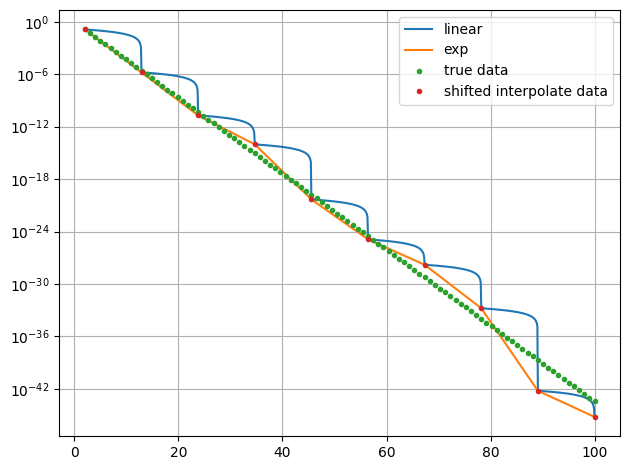 10^0
10^−6
10^−12
10^−18
10^−24
10^−30
10^−36
10^−42
linear
exp
true data
shifted interpolate data
0 20 40 60 80 100